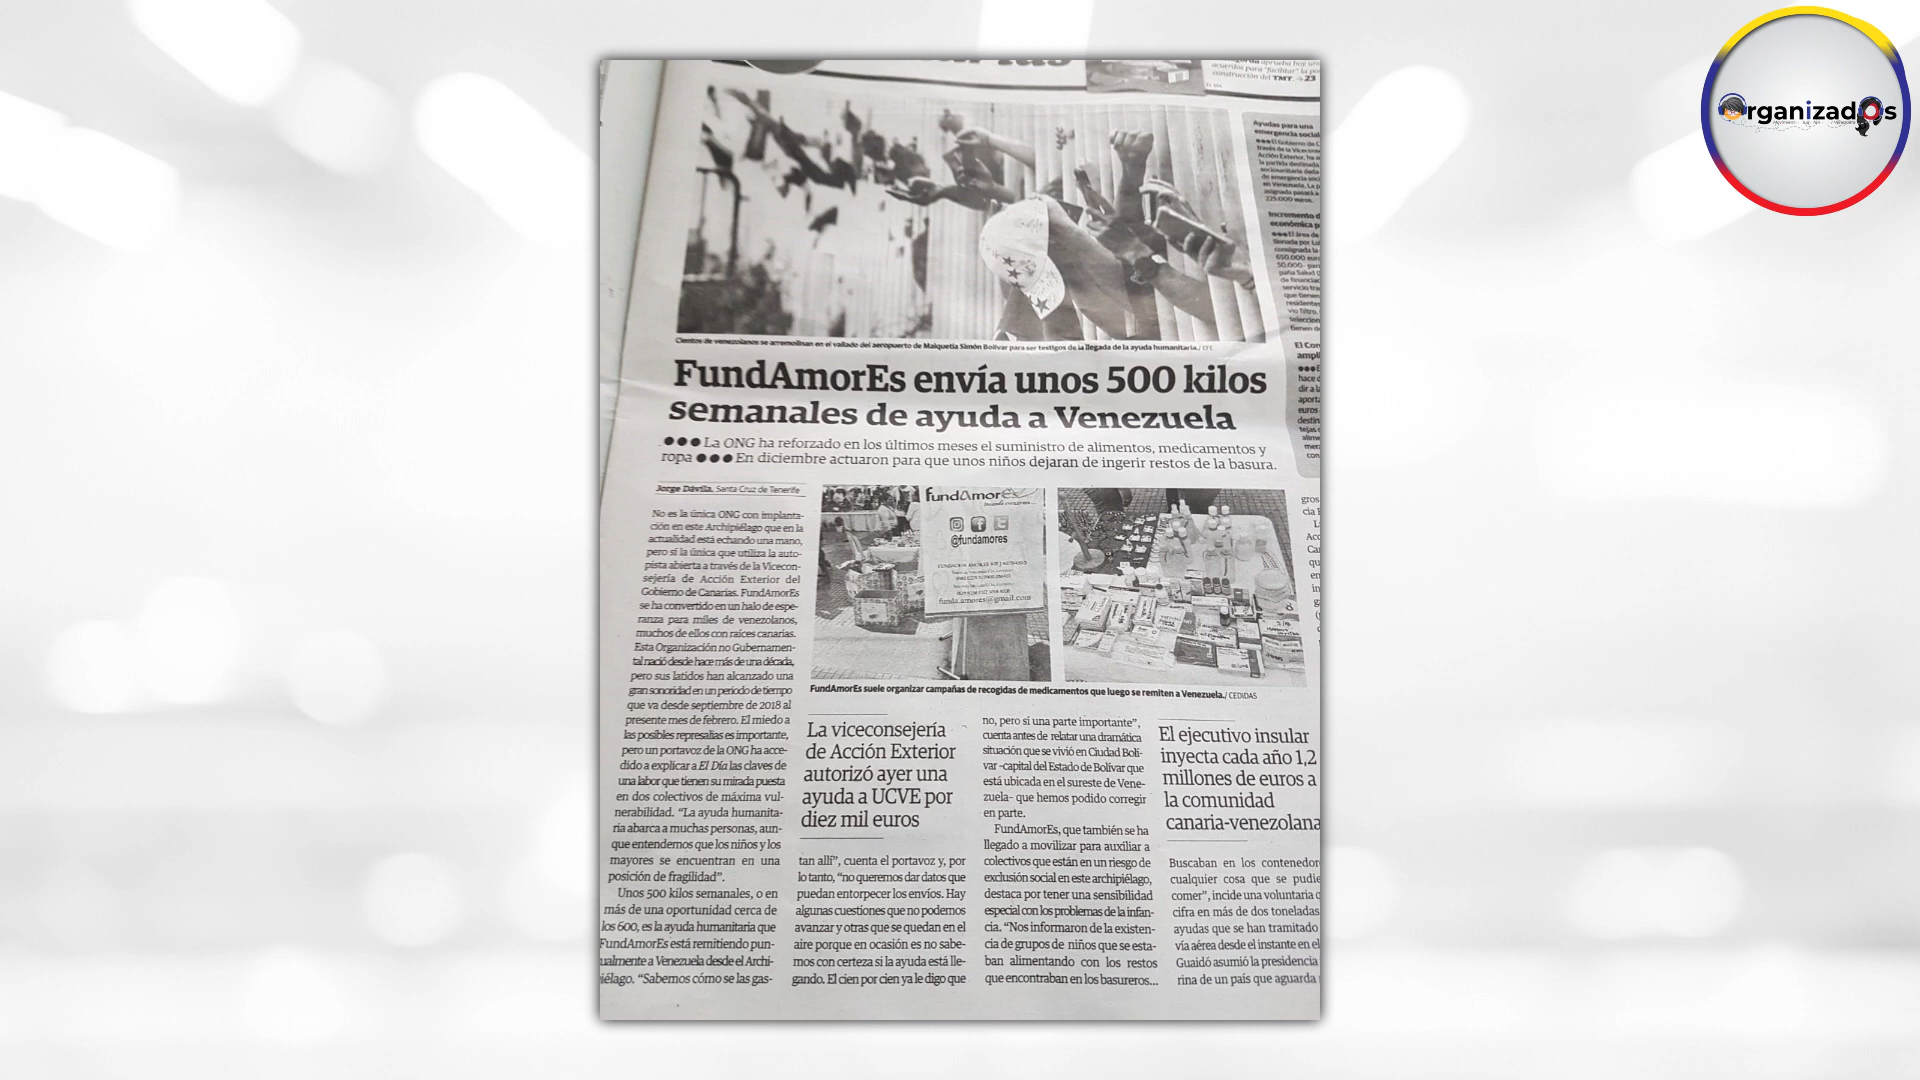 Organizados
construcción del TMT. 23
Ayudas para una
emergencia social
225.000 euros.
Cientos de venezolanos se arremolinan en el vallado del aeropuerto de Maiquetía Simón Bolívar para ser testigos de la llegada de la ayuda humanitaria./ EFE
FundAmorEs envía unos 500 kilos
semanales de ayuda a Venezuela
●●● La ONG ha reforzado en los últimos meses el suministro de alimentos, medicamentos y
ropa ●●● En diciembre actuaron para que unos niños dejaran de ingerir restos de la basura.
Jorge Dávila, Santa Cruz de Tenerife
No es la única ONG con implanta-
ción en este Archipiélago que en la
actualidad está echando una mano,
pero sí la única que utiliza la auto-
pista abierta a través de la Vicecon-
sejería de Acción Exterior del
Gobierno de Canarias. FundAmorEs
se ha convertido en un halo de espe-
ranza para miles de venezolanos,
muchos de ellos con raíces canarias.
Esta Organización no Gubernamen-
tal nació desde hace más de una década,
pero sus latidos han alcanzado una
gran sonoridad en un periodo de tiempo
que va desde septiembre de 2018 al
presente mes de febrero. El miedo a
las posibles represalias es importante,
pero un portavoz de la ONG ha acce-
dido a explicar a El Día las claves de
una labor que tienen su mirada puesta
en dos colectivos de máxima vul-
nerabilidad. “La ayuda humanita-
ria abarca a muchas personas, aun-
que entendemos que los niños y los
mayores se encuentran en una
posición de fragilidad”.
Unos 500 kilos semanales, o en
más de una oportunidad cerca de
los 600, es la ayuda humanitaria que
FundAmorEs está remitiendo pun-
ualmente a Venezuela desde el Archi-
iélago. “Sabemos cómo se las gas-
fundamores
@fundamores
funda.amores@gmail.com
FundAmorEs suele organizar campañas de recogidas de medicamentos que luego se remiten a Venezuela./ CEDIDAS
La viceconsejería
de Acción Exterior
autorizó ayer una
ayuda a UCVE por
diez mil euros
tan allí”, cuenta el portavoz y, por
lo tanto, “no queremos dar datos que
puedan entorpecer los envíos. Hay
algunas cuestiones que no podemos
avanzar y otras que se quedan en el
aire porque en ocasión es no sabe-
mos con certeza si la ayuda está lle-
gando. El cien por cien ya le digo que
no, pero sí una parte importante”,
cuenta antes de relatar una dramática
situación que se vivió en Ciudad Bolí-
var -capital del Estado de Bolívar que
está ubicada en el sureste de Vene-
zuela- que hemos podido corregir
en parte.
FundAmorEs, que también se ha
llegado a movilizar para auxiliar a
colectivos que están en un riesgo de
exclusión social en este archipiélago,
destaca por tener una sensibilidad
especial con los problemas de la infan-
cia. “Nos informaron de la existen-
cia de grupos de niños que se esta-
ban alimentando con los restos
que encontraban en los basureros...
El ejecutivo insular
inyecta cada año 1,2
millones de euros a
la comunidad
canaria-venezolana
Buscaban en los contenedor
cualquier cosa que se pudie
comer”, incide una voluntaria
cifra en más de dos toneladas
ayudas que se han tramitado
vía aérea desde el instante en el
Guaidó asumió la presidencia
rina de un país que aguarda